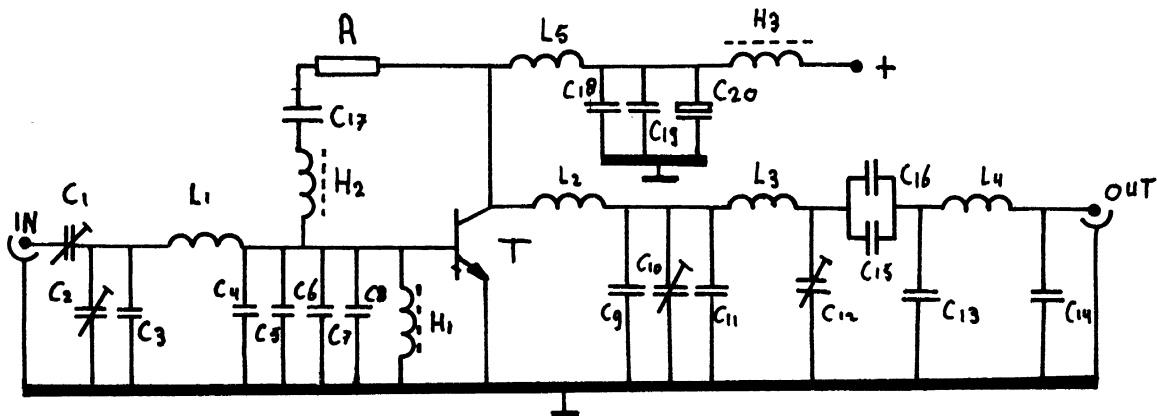 H3
R L5
+
C18 C20
C17 C19
H2
L2 L3 C16 L4
OUT
C1 L1
IN
T
C15
C2 C4 C6 C8 C10
C3 C5 C7 H1 C9 C11 C12 C13 C14